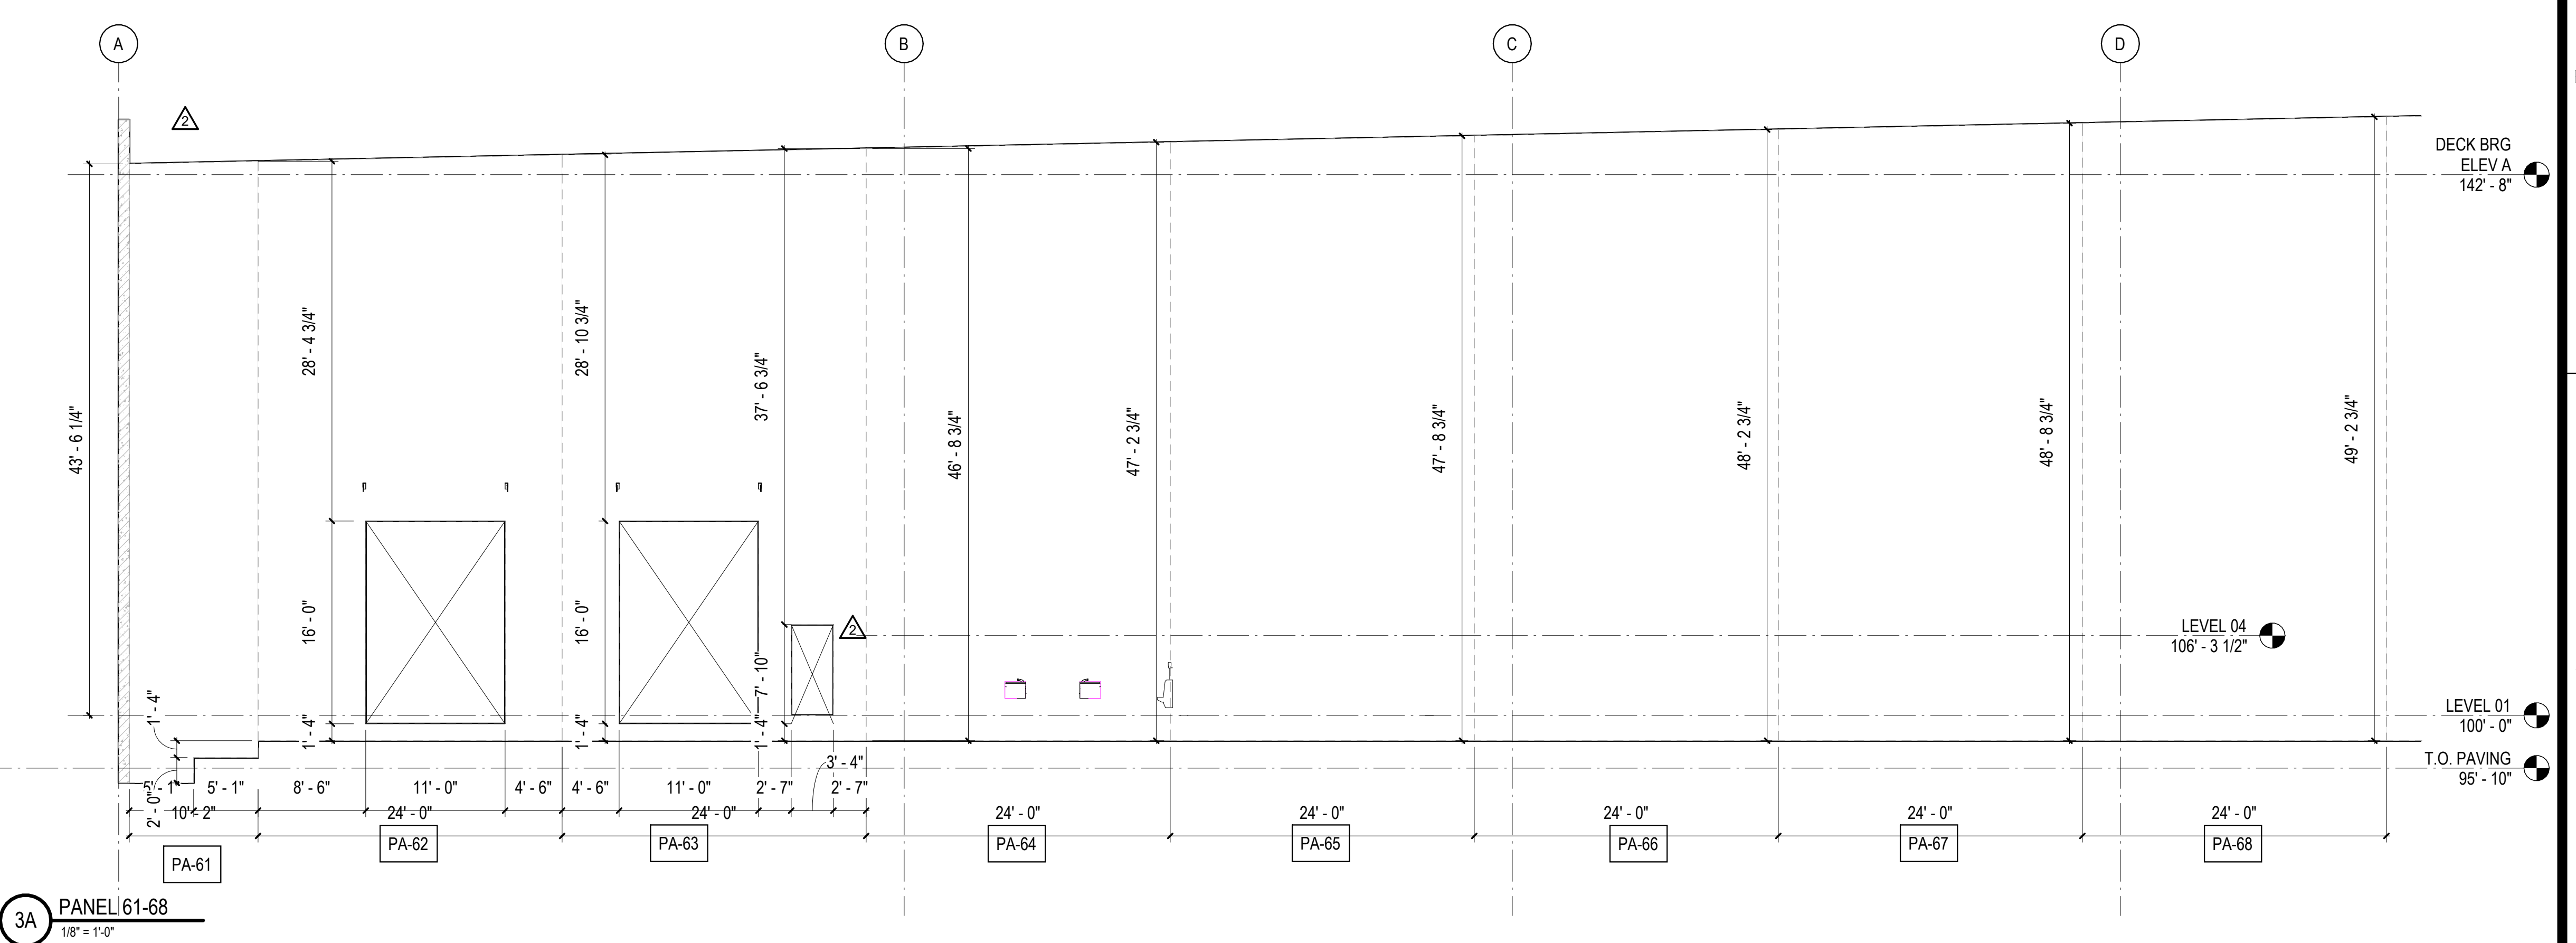 A
B
C
D
2
DECK BRG
ELEV A
142' - 8"
28' - 4 3/4"
28' - 10 3/4"
37' - 6 3/4"
43' - 6 1/4"
46' - 8 3/4"
47' - 2 3/4"
47' - 8 3/4"
48' - 2 3/4"
48' - 8 3/4"
49' - 2 3/4"
16' - 0"
16' - 0"
7' - 10"
2
LEVEL 04
106' - 3 1/2"
1' - 4"
1' - 4"
1' - 4"
1' - 4"
LEVEL 01
100' - 0"
T.O. PAVING
95' - 10"
3' - 4"
5' - 1"
5' - 1"
8' - 6"
11' - 0"
4' - 6"
4' - 6"
11' - 0"
2' - 7"
2' - 7"
2' - 0"
10' - 2"
24' - 0"
24' - 0"
24' - 0"
24' - 0"
24' - 0"
24' - 0"
24' - 0"
PA-61
PA-62
PA-63
PA-64
PA-65
PA-66
PA-67
PA-68
3A
PANEL 61-68
1/8" = 1'-0"